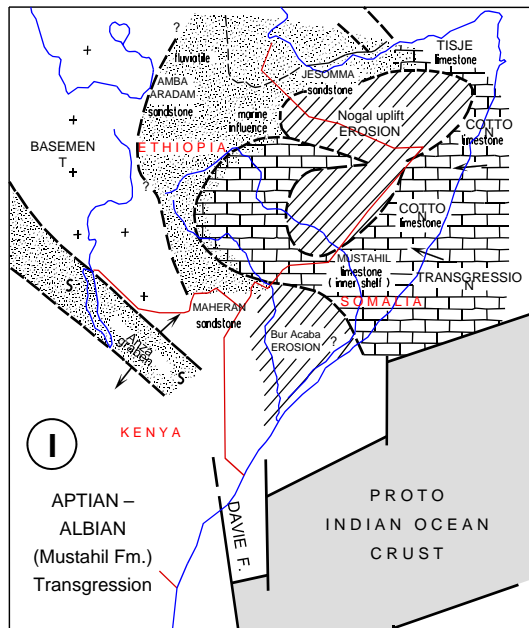 ?
fluviatile
TISJE
limestone
AMBA
ARADAM
sandstone
JESOMMA
sandstone
marine
influence
Nogal uplift
EROSION
COTTO
N
limestone
BASEMEN
T
ETHIOPIA
?
COTTO
N
limestone
MUSTAHIL
limestone
( inner shelf )
TRANSGRESSIO
N
SOMALIA
S
MAHERAN
sandstone
Anza
graben
S
Bur Acaba
EROSION
?
KENYA
I
APTIAN –
ALBIAN
(Mustahil Fm.)
Transgression
DAVIE F.
PROTO
INDIAN OCEAN
CRUST